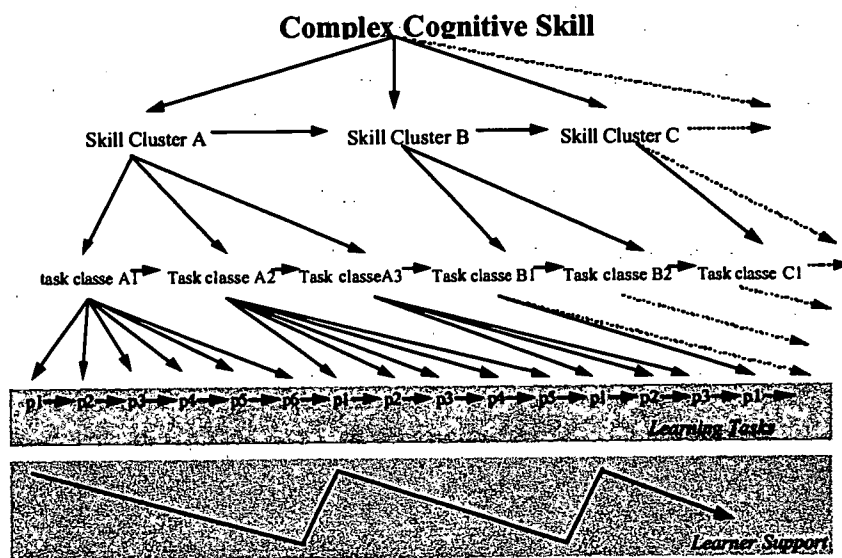 Complex Cognitive Skill
Skill Cluster A Skill Cluster B Skill Cluster C
task classe A1 Task classe A2 Task classeA3 Task classe B1 Task classe B2 Task classe C1
p1 p2 p3 p4 p5 p6 p1 p2 p3 p4 p5 p1 p2 p3 p1
Learning Tasks
Learner Support